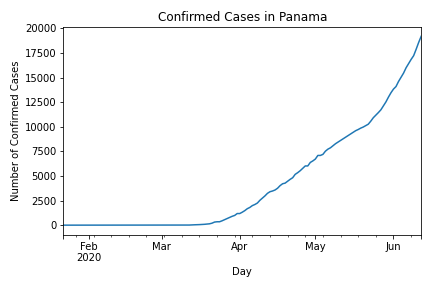 Confirmed Cases in Panama
20000
17500
15000
12500
10000
7500
5000
2500
0
Number of Confirmed Cases
Feb Mar Apr May Jun
2020
Day